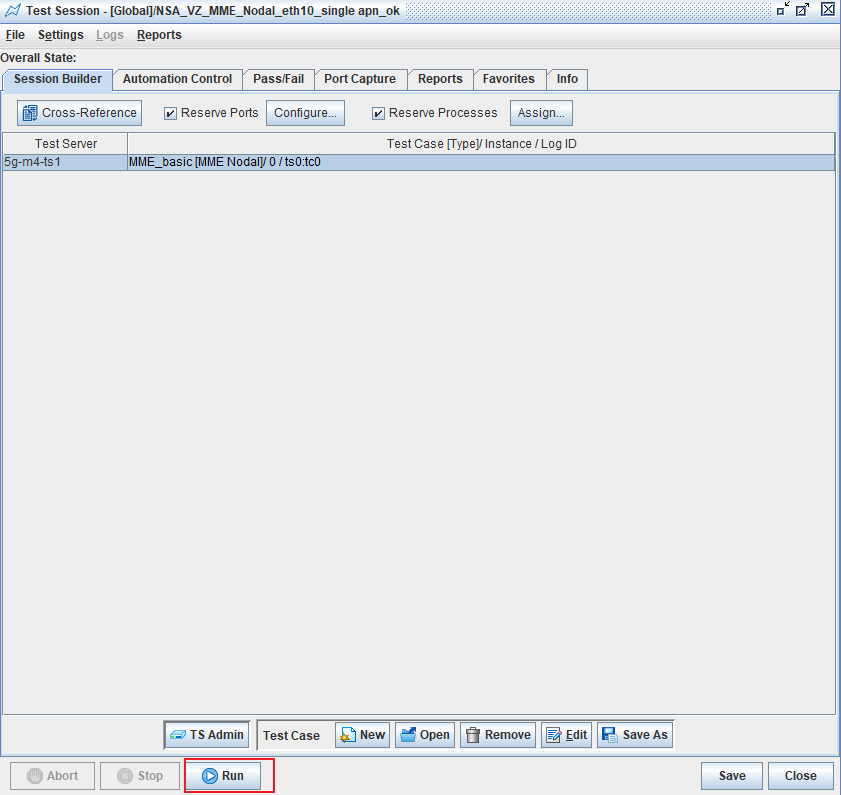 Test Session - [Global]/NSA_VZ_MME_Nodal_eth10_single apn_ok
File Settings Logs Reports
Overall State:
Session Builder Automation Control Pass/Fail Port Capture Reports Favorites Info
Cross-Reference Reserve Ports Configure... Reserve Processes Assign...
Test Server Test Case [Type]/ Instance / Log ID
5g-m4-ts1 MME_basic [MME Nodal]/ 0 / ts0:tc0
TS Admin Test Case New Open Remove Edit Save As
Abort Stop Run Save Close